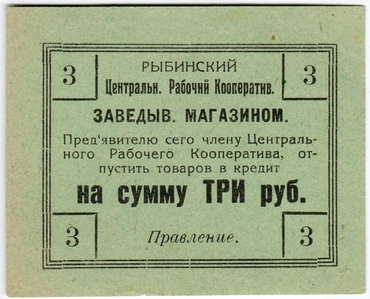 3 РЫБИНСКИЙ 3
Центральн. Рабочий Кооператив.
ЗАВЕДЫВ. МАГАЗИНОМ.
Пред'явителю сего члену Централь-
ного Рабочего Кооператива, от-
пустить товаров в кредит
на сумму ТРИ руб.
3 Правление. 3